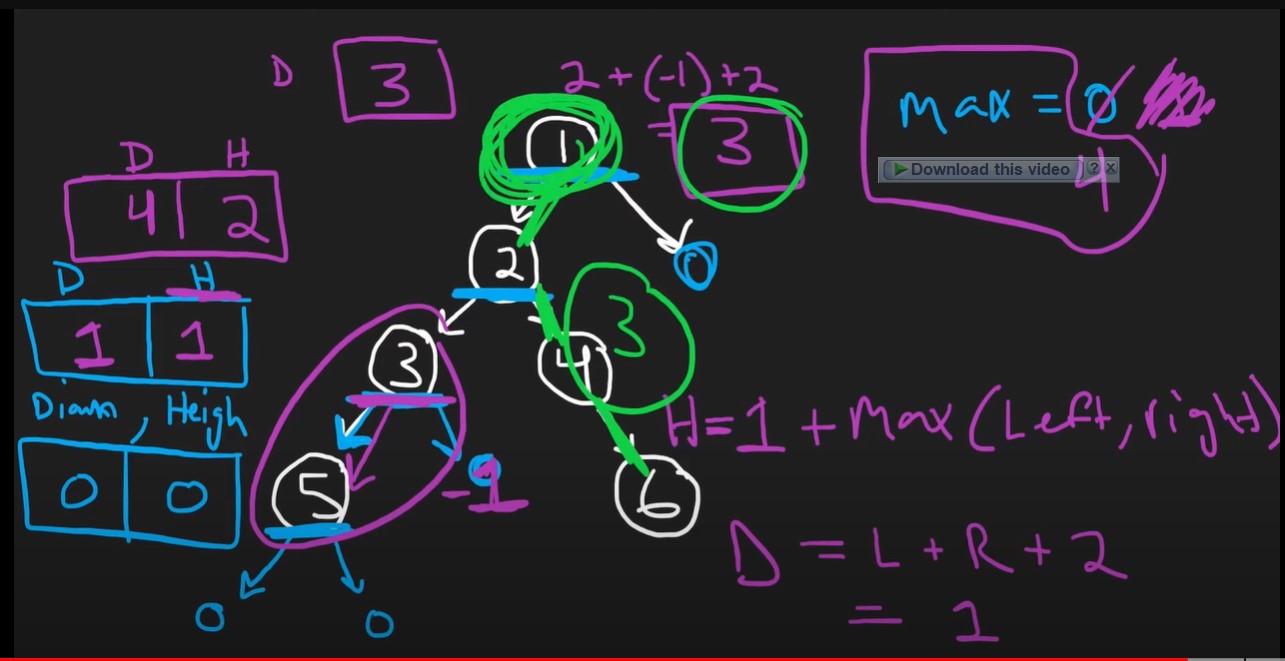 D 3
2 + (-1) + 2
= 3
max = 0
Download this video ? X
4
D H
4 2
D H
1 1
Diam, Heigh
0 0
1
2
0
3
4
3
5
0
-1
6
0
0
H = 1 + max (Left, right)
D = L + R + 2
= 1